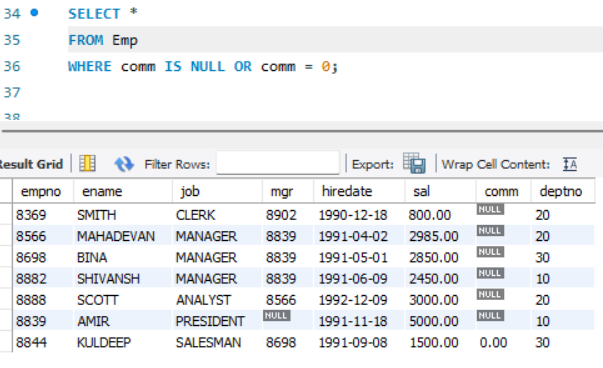 34 SELECT *
35 FROM Emp
36 WHERE comm IS NULL OR comm = 0;
37
38
Result Grid Filter Rows: Export: Wrap Cell Content: IA
empno ename job mgr hiredate sal comm deptno
8369 SMITH CLERK 8902 1990-12-18 800.00 NULL 20
8566 MAHADEVAN MANAGER 8839 1991-04-02 2985.00 NULL 20
8698 BINA MANAGER 8839 1991-05-01 2850.00 NULL 30
8882 SHIVANSH MANAGER 8839 1991-06-09 2450.00 NULL 10
8888 SCOTT ANALYST 8566 1992-12-09 3000.00 NULL 20
8839 AMIR PRESIDENT NULL 1991-11-18 5000.00 NULL 10
8844 KULDEEP SALESMAN 8698 1991-09-08 1500.00 0.00 30